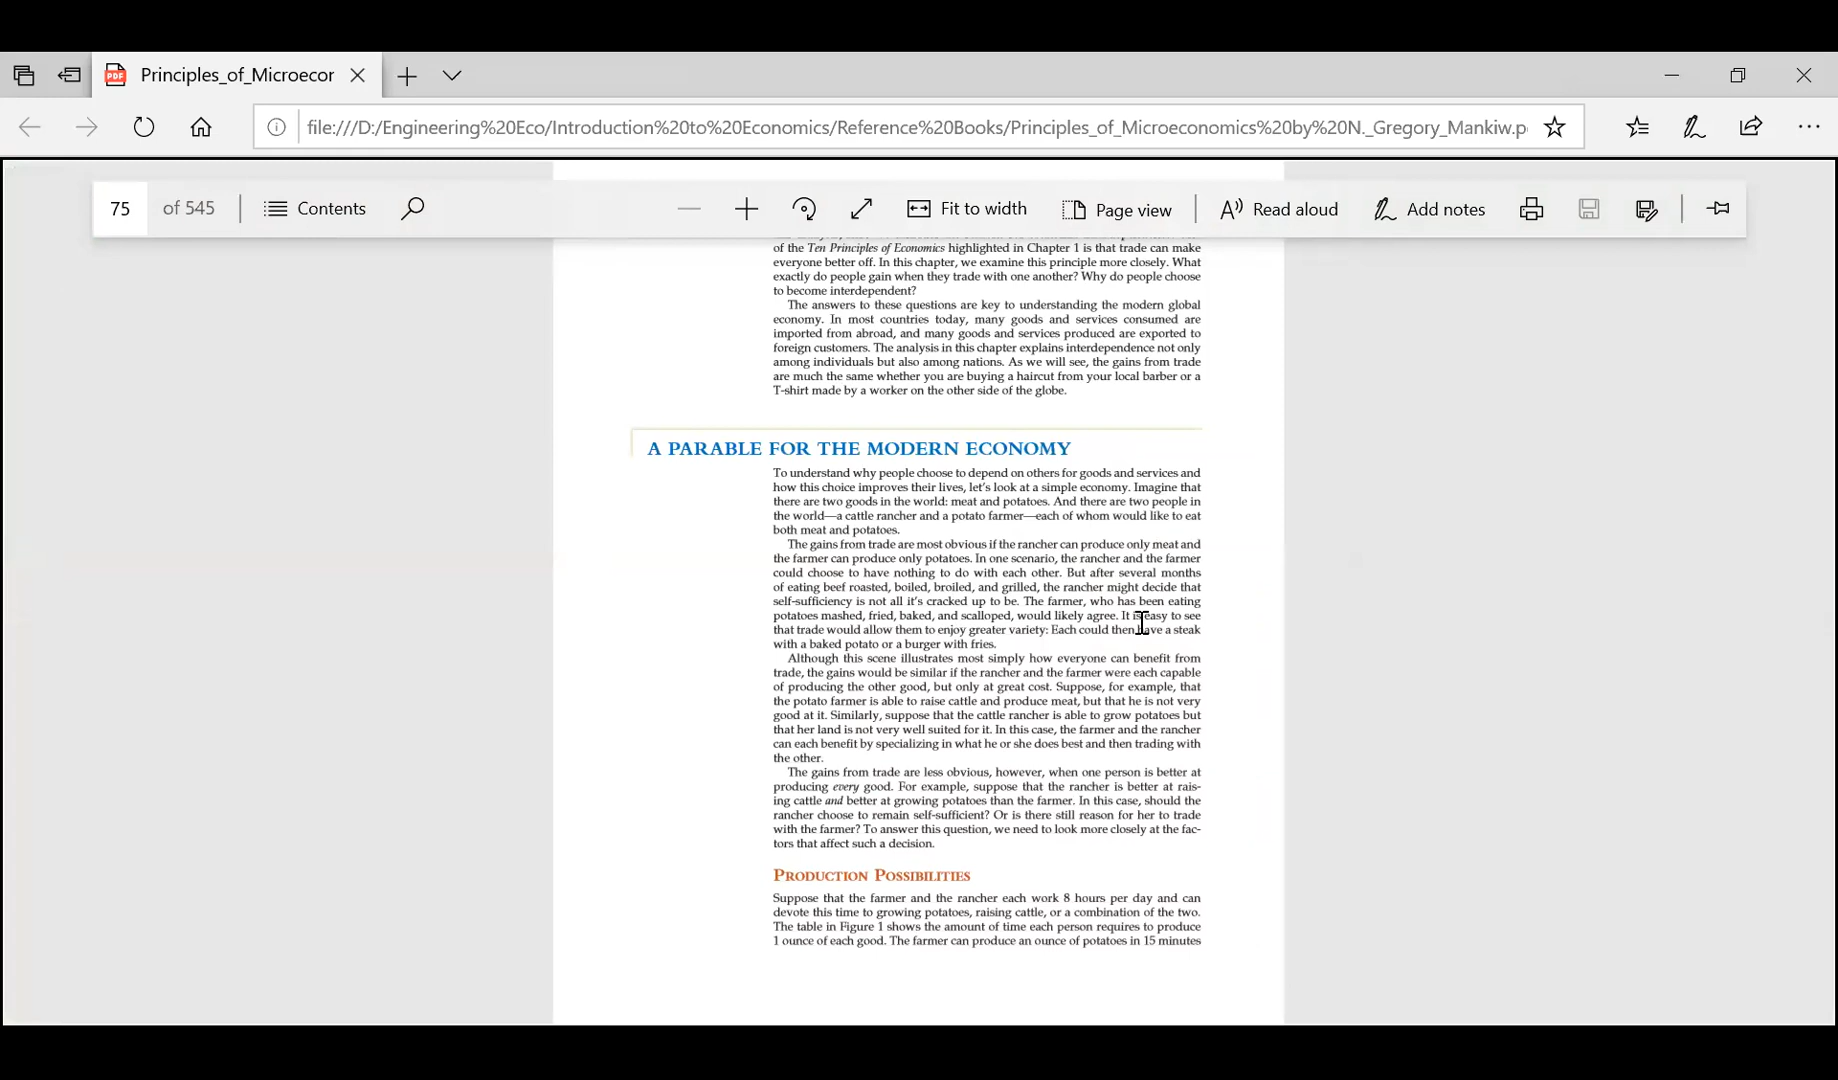 Principles_of_Microecor
file:///D:/Engineering%20Eco/Introduction%20to%20Economics/Reference%20Books/Principles_of_Microeconomics%20by%20N._Gregory_Mankiw.p
75 of 545 Contents Fit to width Page view Read aloud Add notes
of the Ten Principles of Economics highlighted in Chapter 1 is that trade can make
everyone better off. In this chapter, we examine this principle more closely. What
exactly do people gain when they trade with one another? Why do people choose
to become interdependent?
The answers to these questions are key to understanding the modern global
economy. In most countries today, many goods and services consumed are
imported from abroad, and many goods and services produced are exported to
foreign customers. The analysis in this chapter explains interdependence not only
among individuals but also among nations. As we will see, the gains from trade
are much the same whether you are buying a haircut from your local barber or a
T-shirt made by a worker on the other side of the globe.
A PARABLE FOR THE MODERN ECONOMY
To understand why people choose to depend on others for goods and services and
how this choice improves their lives, let's look at a simple economy. Imagine that
there are two goods in the world: meat and potatoes. And there are two people in
the world—a cattle rancher and a potato farmer—each of whom would like to eat
both meat and potatoes.
The gains from trade are most obvious if the rancher can produce only meat and
the farmer can produce only potatoes. In one scenario, the rancher and the farmer
could choose to have nothing to do with each other. But after several months
of eating beef roasted, boiled, broiled, and grilled, the rancher might decide that
self-sufficiency is not all it's cracked up to be. The farmer, who has been eating
potatoes mashed, fried, baked, and scalloped, would likely agree. It is easy to see
that trade would allow them to enjoy greater variety: Each could then have a steak
with a baked potato or a burger with fries.
Although this scene illustrates most simply how everyone can benefit from
trade, the gains would be similar if the rancher and the farmer were each capable
of producing the other good, but only at great cost. Suppose, for example, that
the potato farmer is able to raise cattle and produce meat, but that he is not very
good at it. Similarly, suppose that the cattle rancher is able to grow potatoes but
that her land is not very well suited for it. In this case, the farmer and the rancher
can each benefit by specializing in what he or she does best and then trading with
the other.
The gains from trade are less obvious, however, when one person is better at
producing every good. For example, suppose that the rancher is better at rais-
ing cattle and better at growing potatoes than the farmer. In this case, should the
rancher choose to remain self-sufficient? Or is there still reason for her to trade
with the farmer? To answer this question, we need to look more closely at the fac-
tors that affect such a decision.
PRODUCTION POSSIBILITIES
Suppose that the farmer and the rancher each work 8 hours per day and can
devote this time to growing potatoes, raising cattle, or a combination of the two.
The table in Figure 1 shows the amount of time each person requires to produce
1 ounce of each good. The farmer can produce an ounce of potatoes in 15 minutes